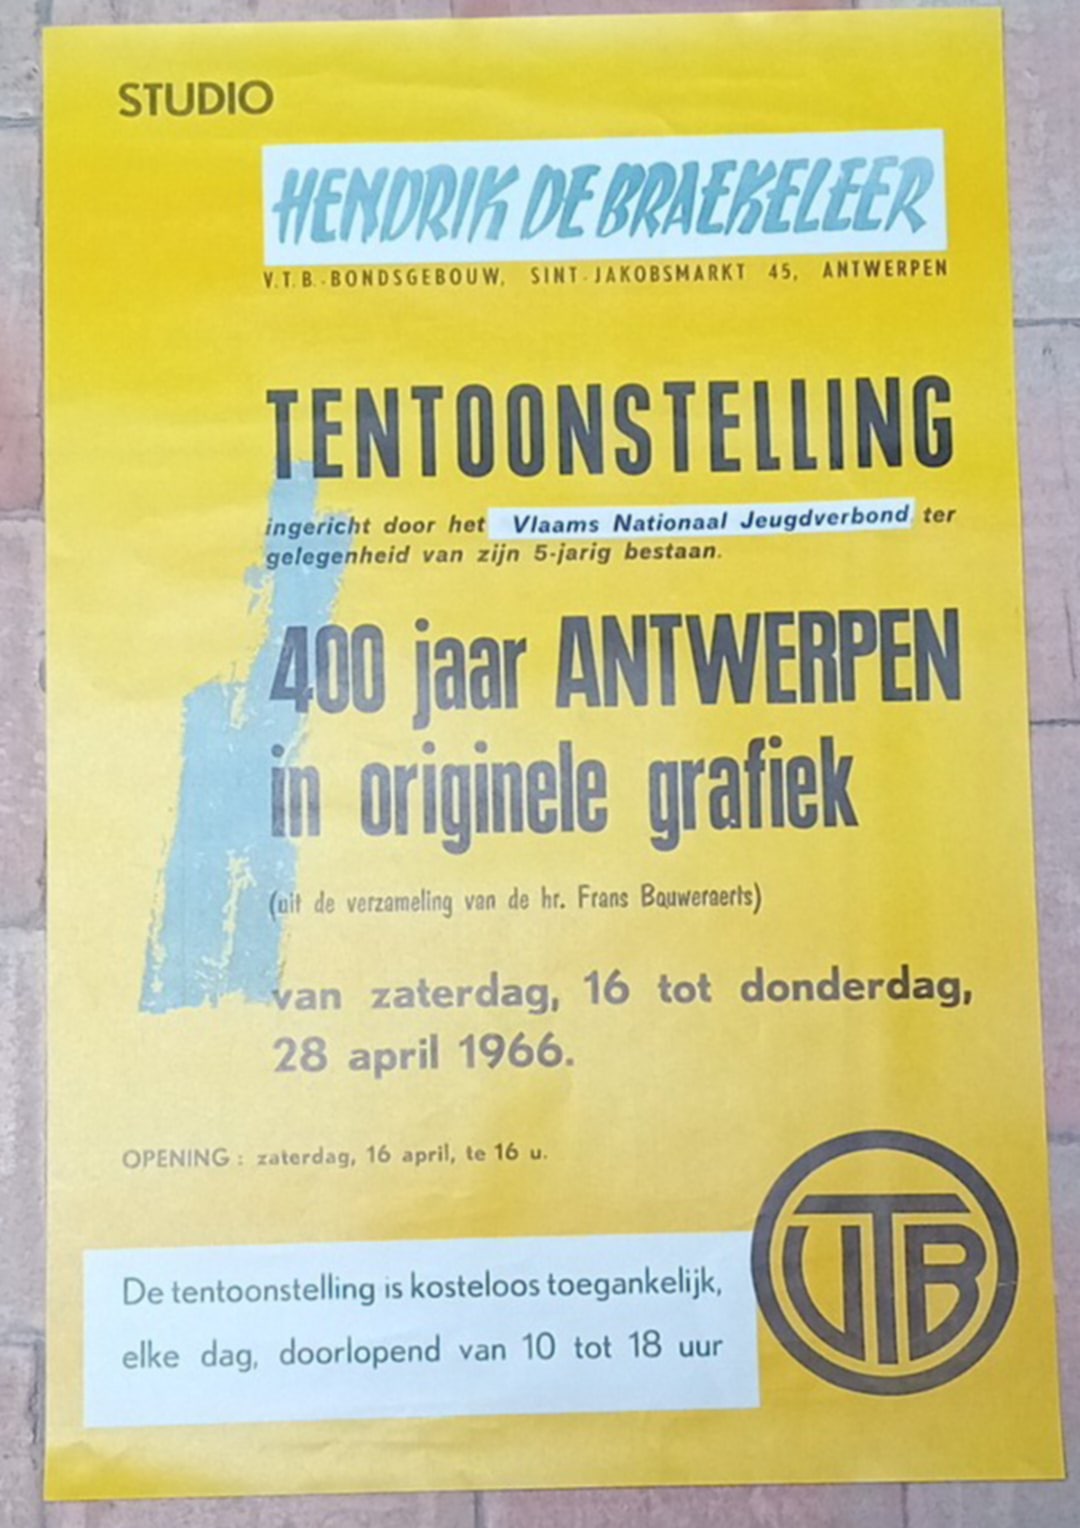 STUDIO
HENDRIK DE BRAEKELEER
V.T.B.-BONDSGEBOUW, SINT-JAKOBSMARKT 45, ANTWERPEN
TENTOONSTELLING
ingericht door het Vlaams Nationaal Jeugdverbond ter
gelegenheid van zijn 5-jarig bestaan.
400 jaar ANTWERPEN
in originele grafiek
(uit de verzameling van de hr. Frans Bauweraerts)
van zaterdag, 16 tot donderdag,
28 april 1966.
OPENING : zaterdag, 16 april, te 16 u.
De tentoonstelling is kosteloos toegankelijk,
elke dag, doorlopend van 10 tot 18 uur
VTB